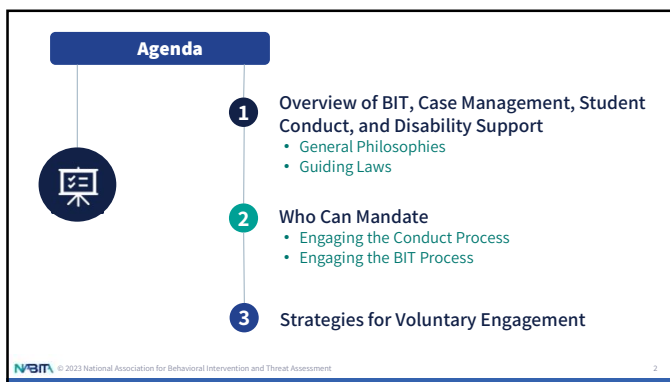 Agenda
1
Overview of BIT, Case Management, Student
Conduct, and Disability Support
• General Philosophies
• Guiding Laws
2
Who Can Mandate
• Engaging the Conduct Process
• Engaging the BIT Process
3
Strategies for Voluntary Engagement
NABITA © 2023 National Association for Behavioral Intervention and Threat Assessment
2